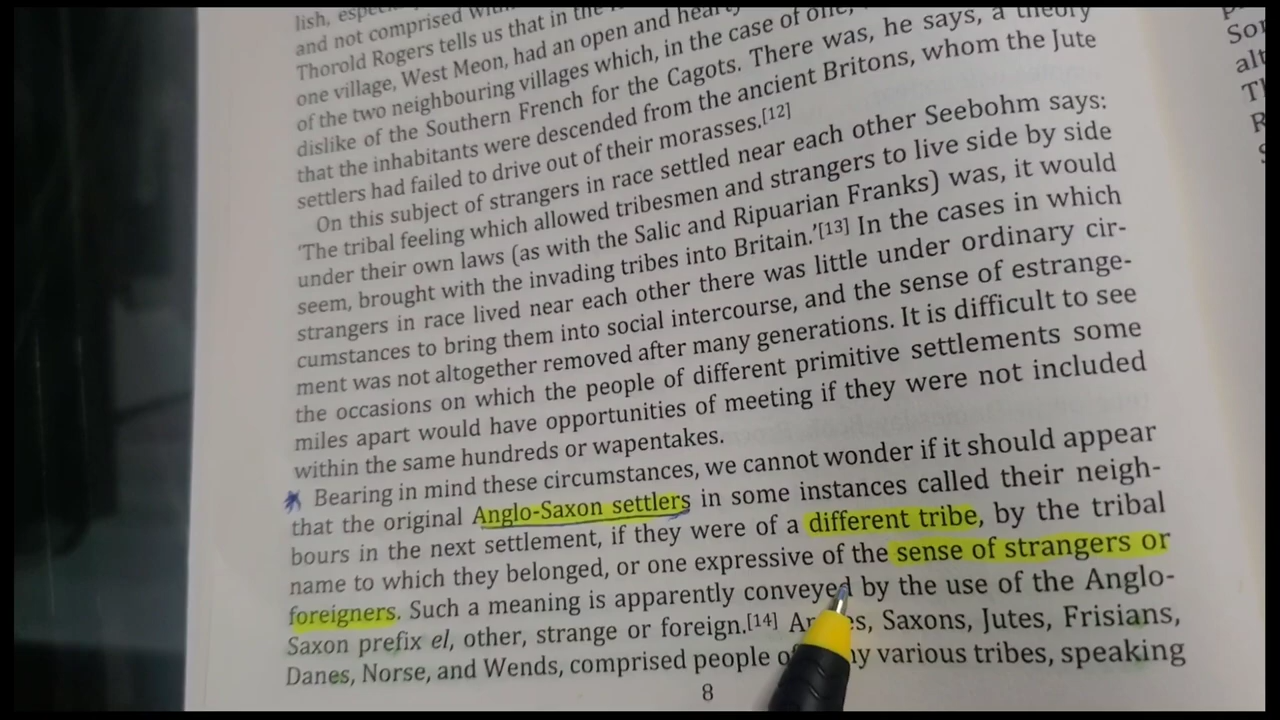 lish,
and not comprised
Thorold Rogers tells us that in the
one village, West Meon, had an open and
of the two neighbouring villages which, in the case of one,
dislike of the Southern French for the Cagots. There was, he says, a theory
that the inhabitants were descended from the ancient Britons, whom the Jute
settlers had failed to drive out of their morasses.[12]
On this subject of strangers in race settled near each other Seebohm says:
‘The tribal feeling which allowed tribesmen and strangers to live side by side
under their own laws (as with the Salic and Ripuarian Franks) was, it would
seem, brought with the invading tribes into Britain.’[13] In the cases in which
strangers in race lived near each other there was little under ordinary cir-
cumstances to bring them into social intercourse, and the sense of estrange-
ment was not altogether removed after many generations. It is difficult to see
the occasions on which the people of different primitive settlements some
miles apart would have opportunities of meeting if they were not included
within the same hundreds or wapentakes.
Bearing in mind these circumstances, we cannot wonder if it should appear
that the original Anglo-Saxon settlers in some instances called their neigh-
bours in the next settlement, if they were of a different tribe, by the tribal
name to which they belonged, or one expressive of the sense of strangers or
foreigners. Such a meaning is apparently conveyed by the use of the Anglo-
Saxon prefix el, other, strange or foreign.[14] Saxons, Jutes, Frisians,
Danes, Norse, and Wends, comprised people various tribes, speaking
8